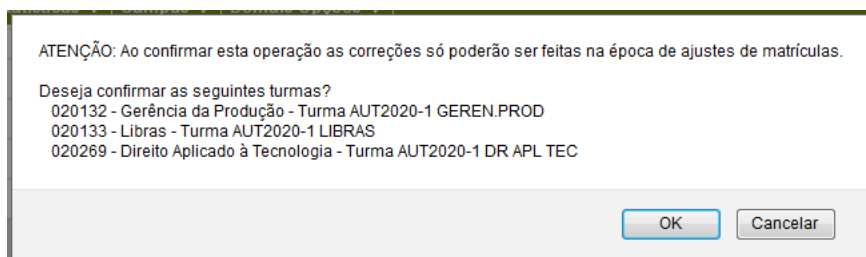 ATENÇÃO: Ao confirmar esta operação as correções só poderão ser feitas na época de ajustes de matrículas.
Deseja confirmar as seguintes turmas?
020132 - Gerência da Produção - Turma AUT2020-1 GEREN.PROD
020133 - Libras - Turma AUT2020-1 LIBRAS
020269 - Direito Aplicado à Tecnologia - Turma AUT2020-1 DR APL TEC
OK Cancelar